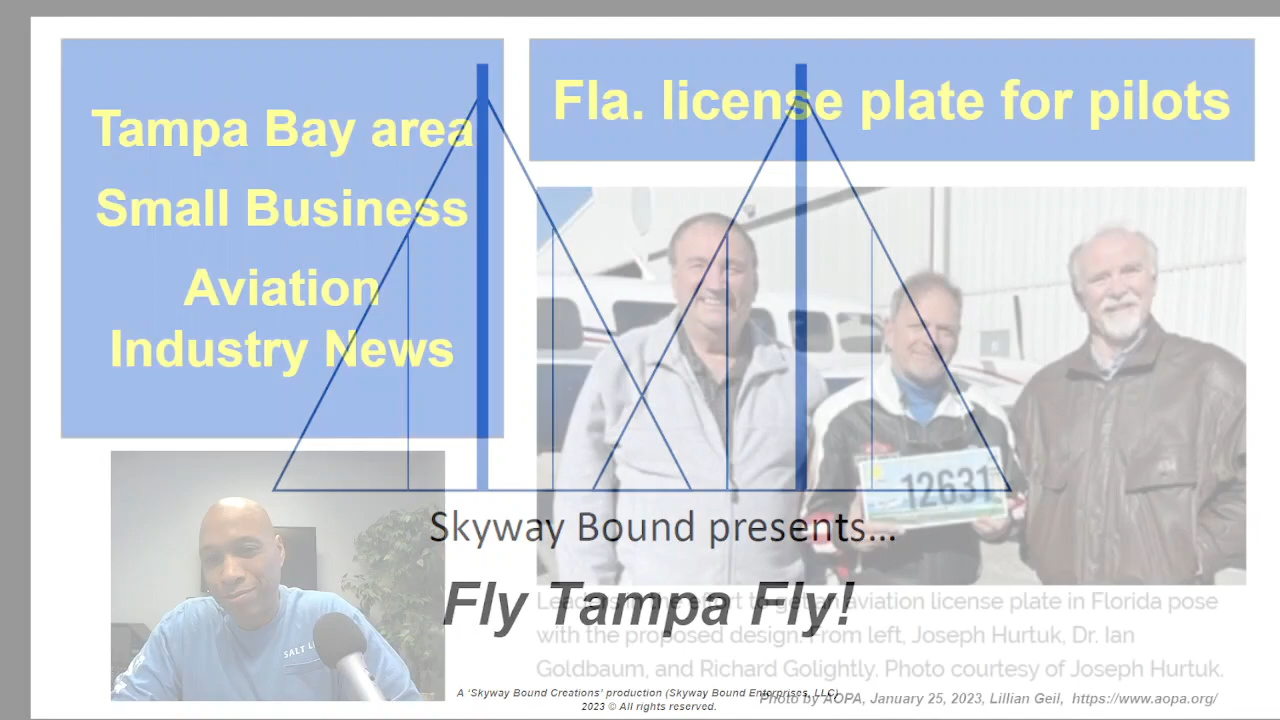 Tampa Bay area
Small Business
Aviation
Industry News
Fla. license plate for pilots
12631
SALT L
Skyway Bound presents...
Fly Tampa Fly!
Leaders in the effort to get an aviation license plate in Florida pose
with the proposed design. From left, Joseph Hurtuk, Dr. Ian
Goldbaum, and Richard Golightly. Photo courtesy of Joseph Hurtuk.
A 'Skyway Bound Creations' production (Skyway Bound Enterprises, LLC)
2023 © All rights reserved.
Photo by AOPA, January 25, 2023, Lillian Geil, https://www.aopa.org/